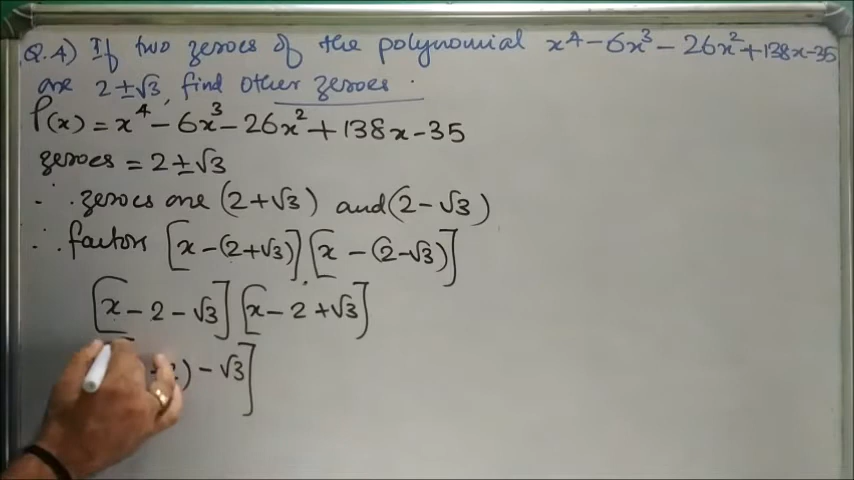 Q.4) If two zeroes of the polynomial x⁴ - 6x³ - 26x² + 138x - 35
are 2 ± √3, find other zeroes.
P(x) = x⁴ - 6x³ - 26x² + 138x - 35
zeroes = 2 ± √3
∴ zeroes are (2 + √3) and (2 - √3)
∴ factors [x - (2 + √3)] [x - (2 - √3)]
[x - 2 - √3] [x - 2 + √3]
) - √3]